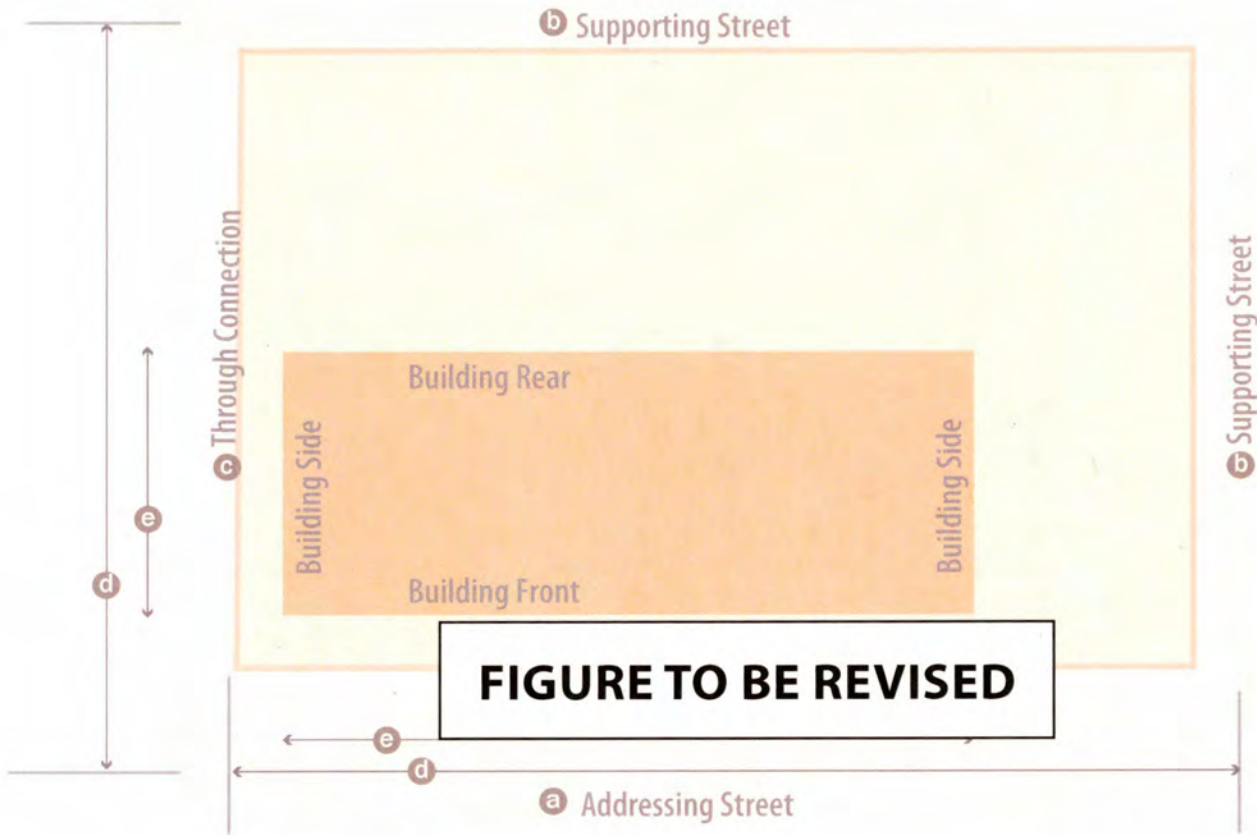 b Supporting Street
c Through Connection
b Supporting Street
Building Rear
Building Side
Building Side
Building Front
e
d
FIGURE TO BE REVISED
e
d
a Addressing Street